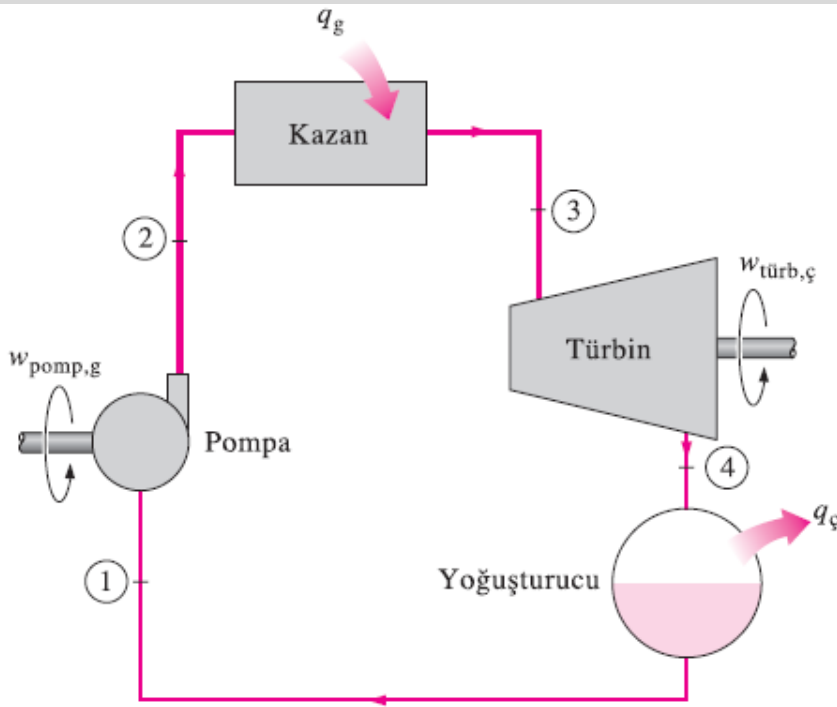 q_g
Kazan
3
2
w_türb,ç
Türbin
w_pomp,g
Pompa
4
q_ç
Yoğuşturucu
1